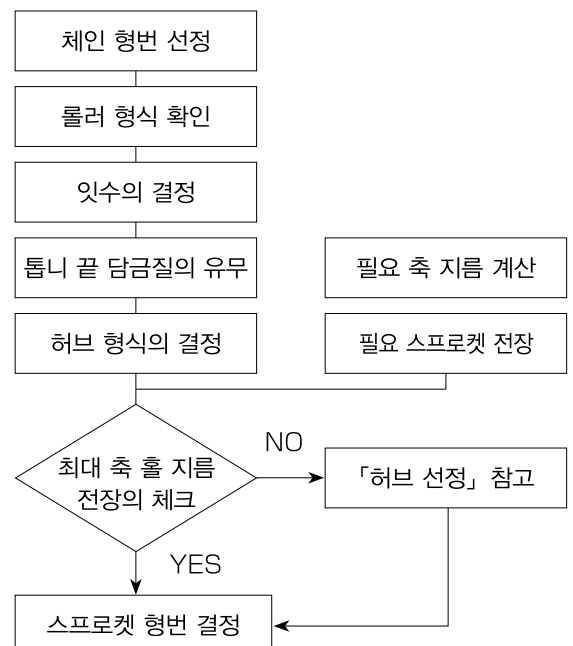 체인 형번 선정
롤러 형식 확인
잇수의 결정
톱니 끝 담금질의 유무
필요 축 지름 계산
허브 형식의 결정
필요 스프로켓 전장
최대 축 홀 지름
전장의 체크
NO
「허브 선정」 참고
YES
스프로켓 형번 결정